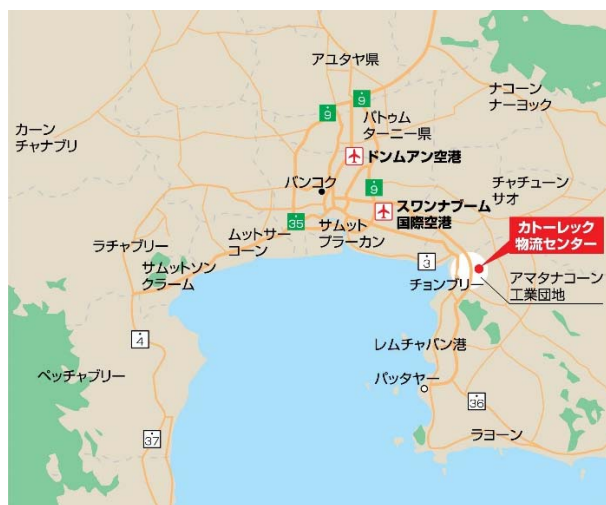 アユタヤ県
9
9
ナコーン
ナーヨック
パトゥム
ターニー県
カーン
チャナブリ
ドンムアン空港
バンコク
9
スワンナプーム
国際空港
チャチューン
サオ
35
ムットサー
コーン
サムット
プラーカン
カトーレック
物流センター
ラチャブリー
サムットソン
クラーム
3
チョンブリー
アマタナコーン
工業団地
4
レムチャバン港
ペッチャブリー
パッタヤー
36
37
ラヨーン